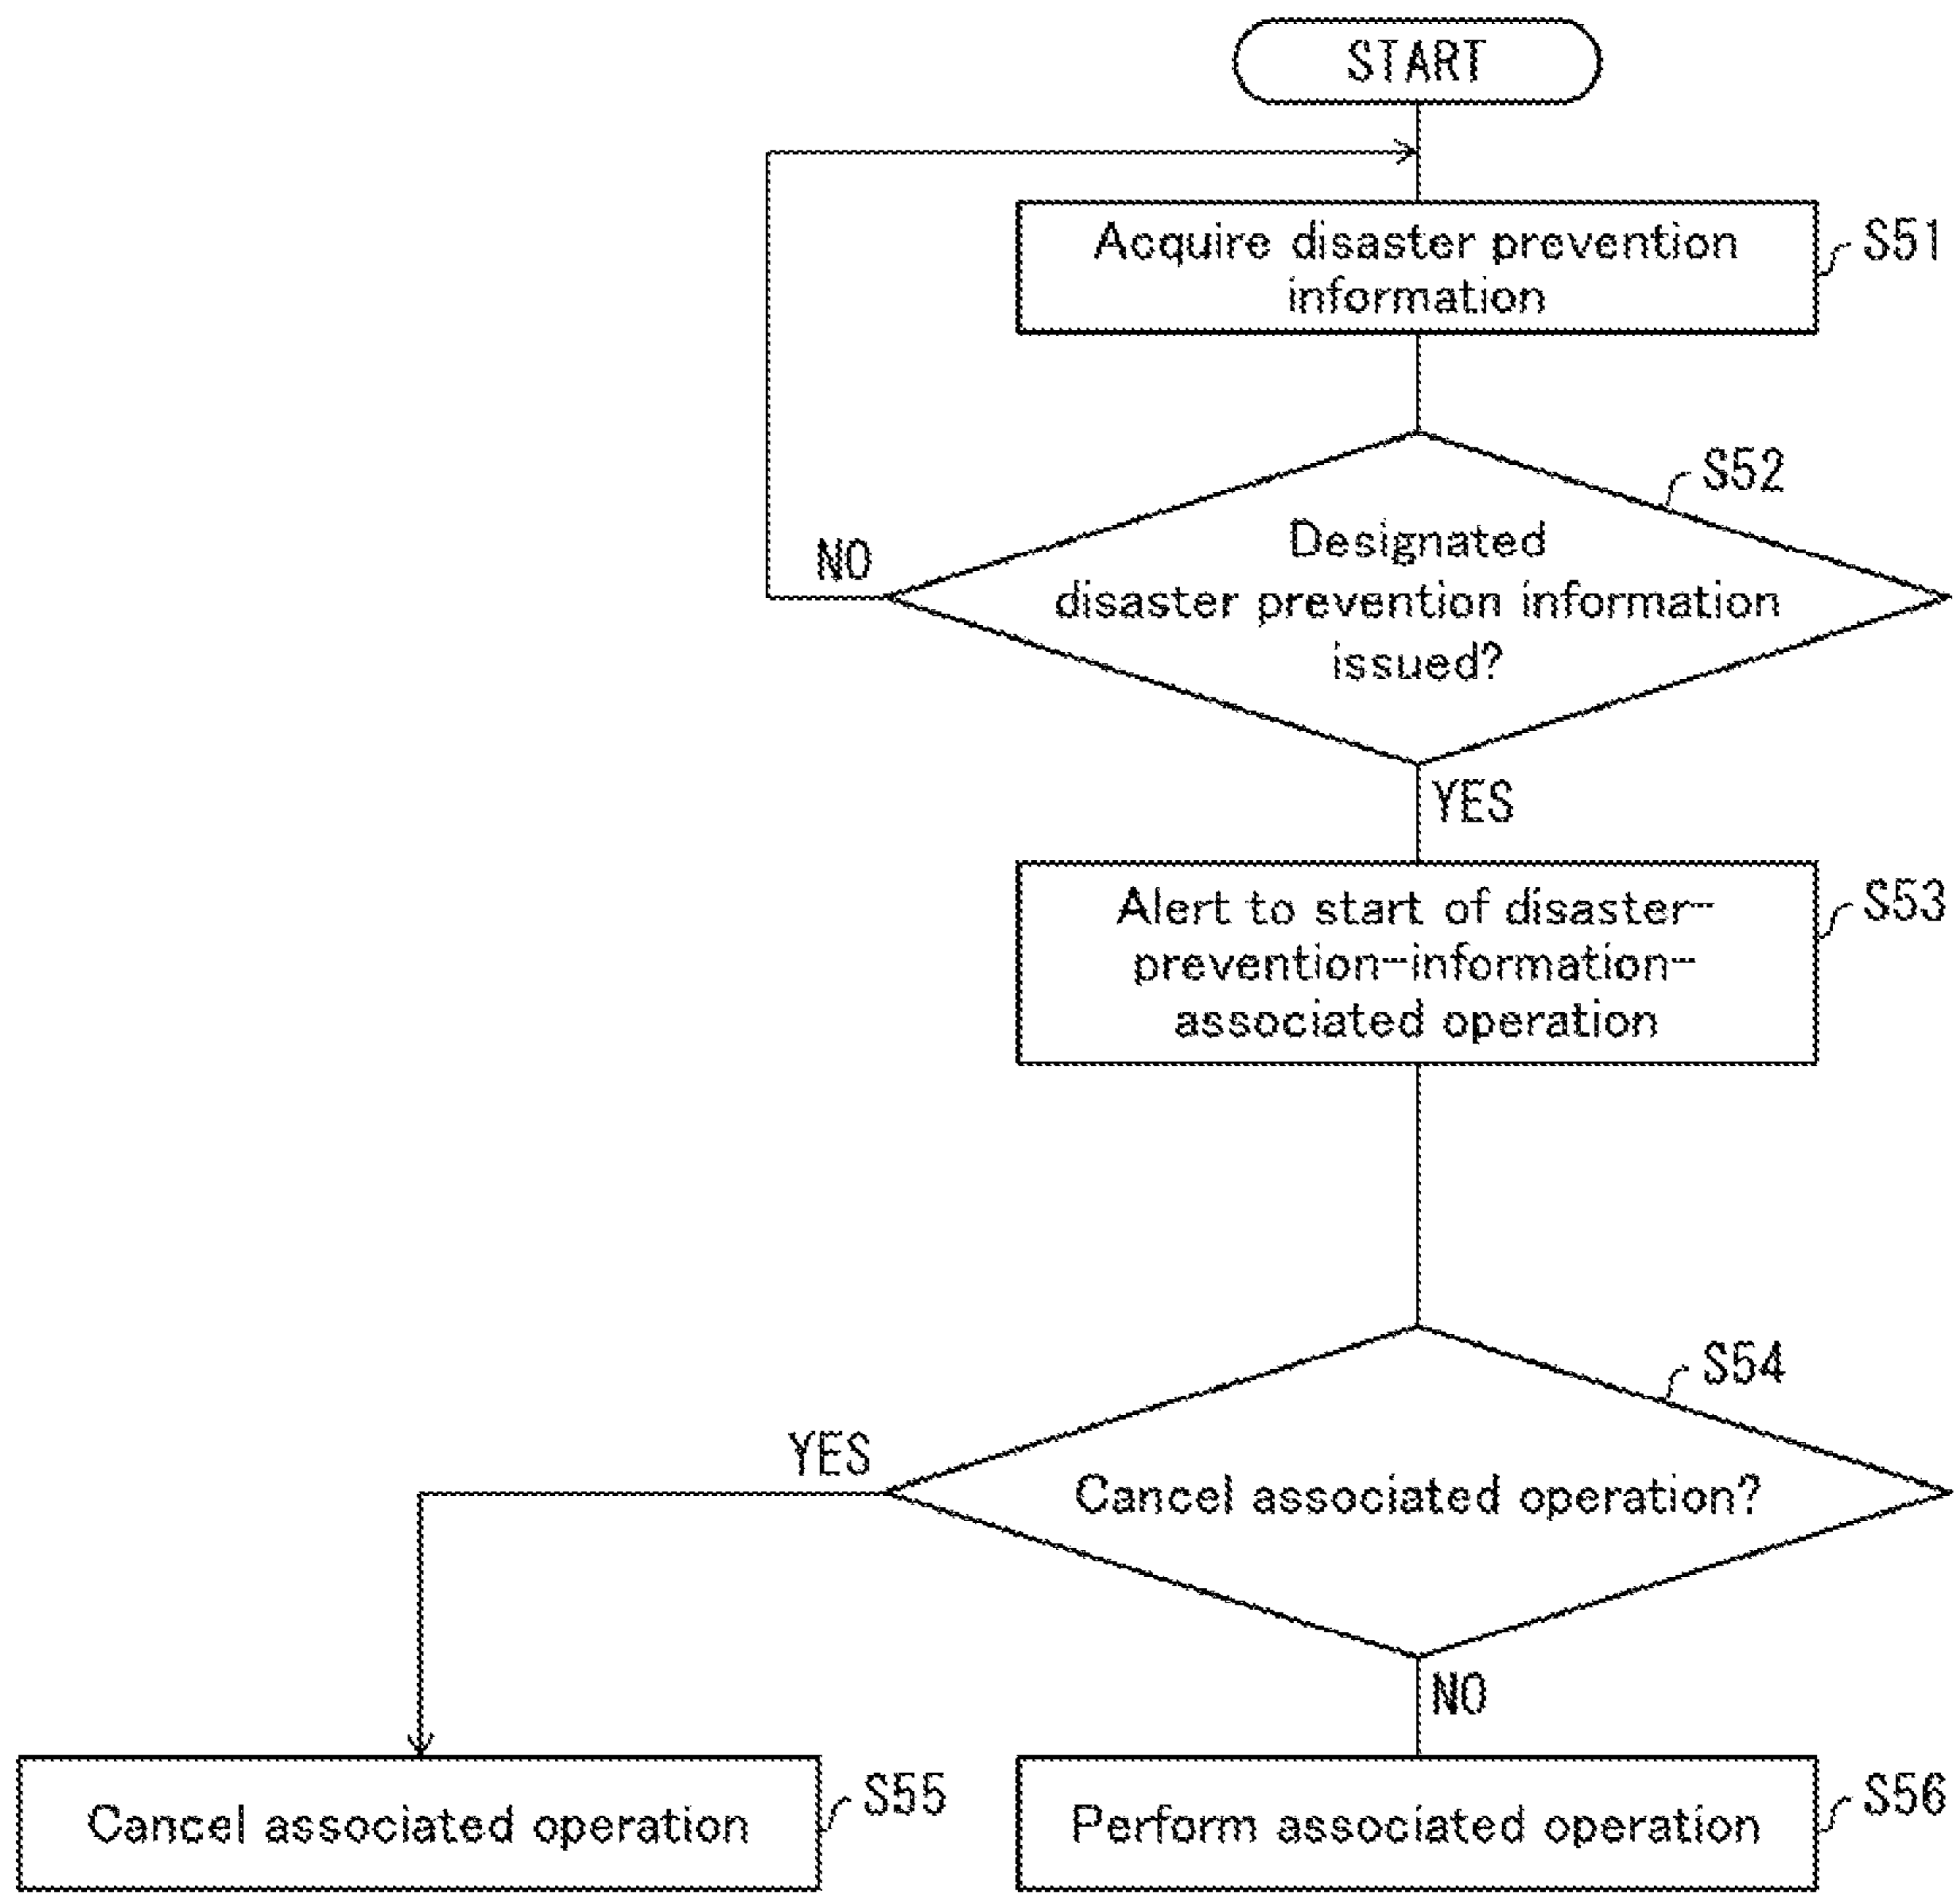 START
Acquire disaster prevention
information
S51
S52
Designated
disaster prevention information
issued?
NO
YES
Alert to start of disaster-
prevention-information-
associated operation
S53
S54
Cancel associated operation?
YES
NO
Cancel associated operation
S55
Perform associated operation
S56